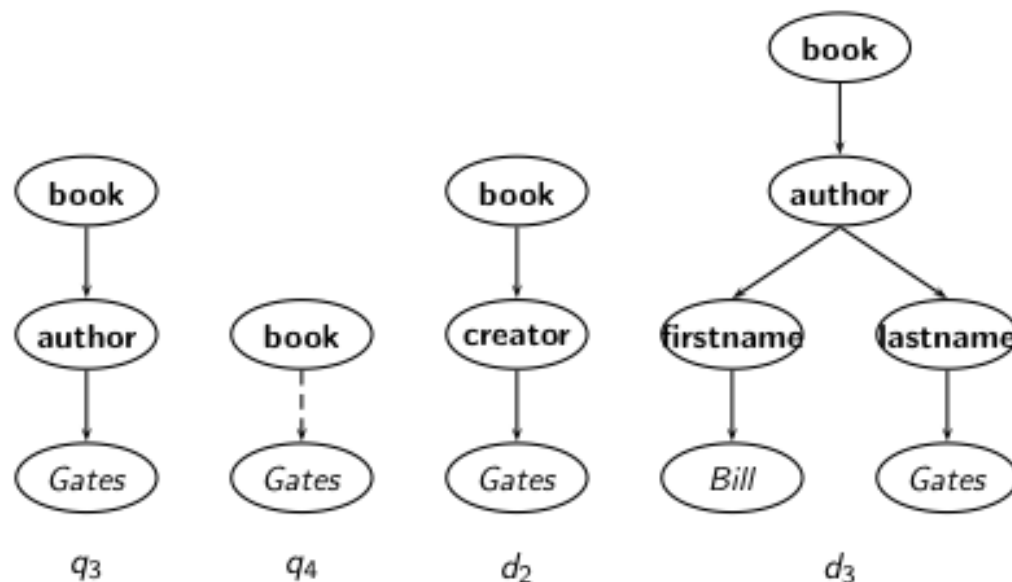 book
book book author
author book creator firstname lastname
Gates Gates Gates Bill Gates
q3 q4 d2 d3